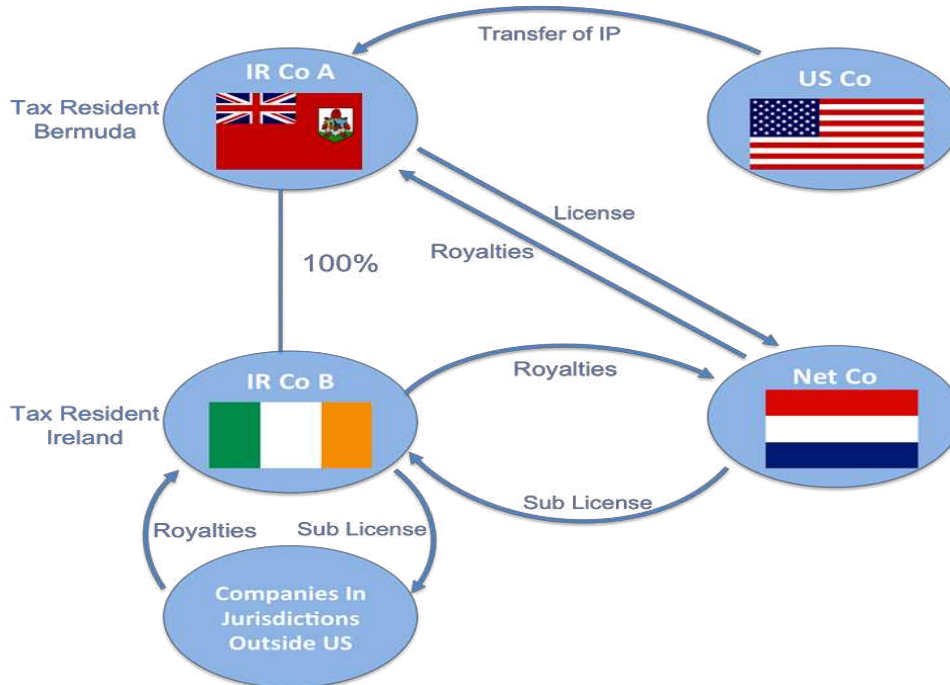 Transfer of IP
IR Co A
US Co
Tax Resident
Bermuda
License
Royalties
100%
IR Co B
Royalties
Net Co
Tax Resident
Ireland
Sub License
Royalties
Sub License
Companies In
Jurisdictions
Outside US